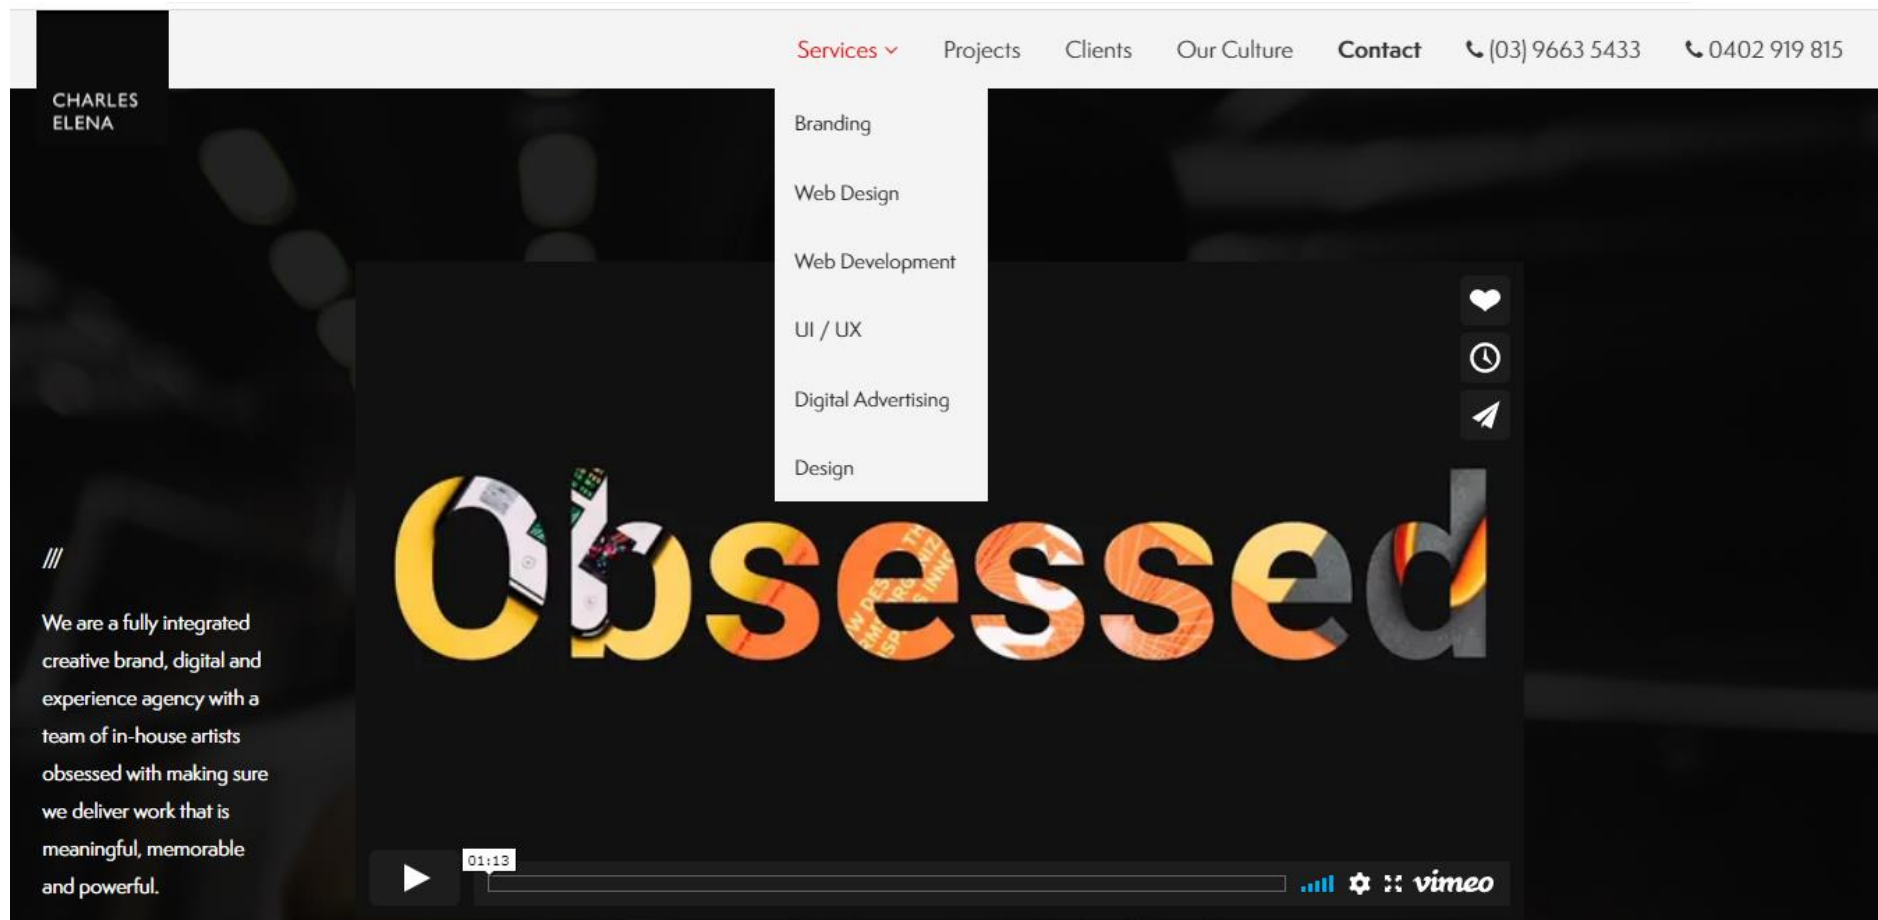 CHARLES
ELENA
Services Projects Clients Our Culture Contact (03) 9663 5433 0402 919 815
Branding
Web Design
Web Development
UI / UX
Digital Advertising
Design
Obsessed
///
We are a fully integrated
creative brand, digital and
experience agency with a
team of in-house artists
obsessed with making sure
we deliver work that is
meaningful, memorable
and powerful.
01:13
vimeo